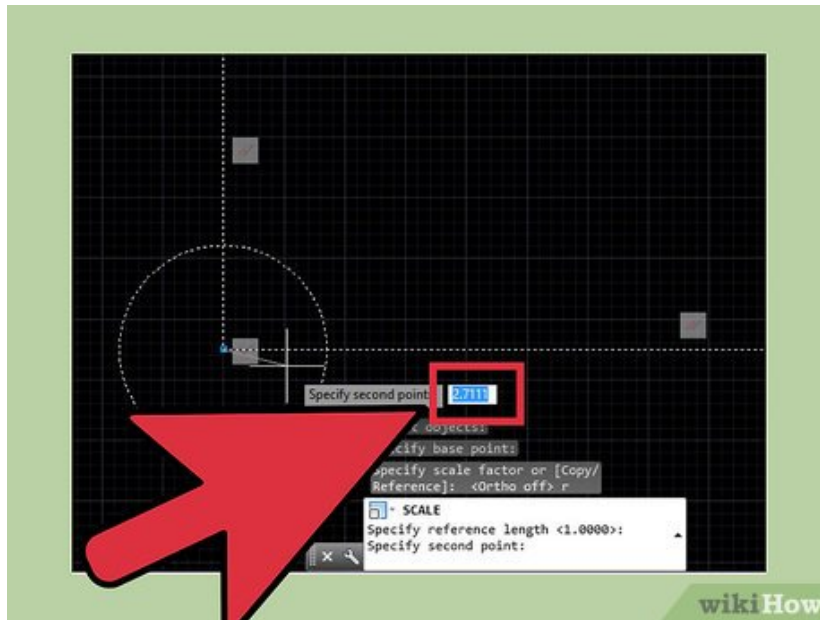 Specify second point:
2.7111
objects:
base point:
Specify scale factor or [Copy/
Reference]: <Ortho off> r
SCALE
Specify reference length <1.0000>:
Specify second point:
wikiHow